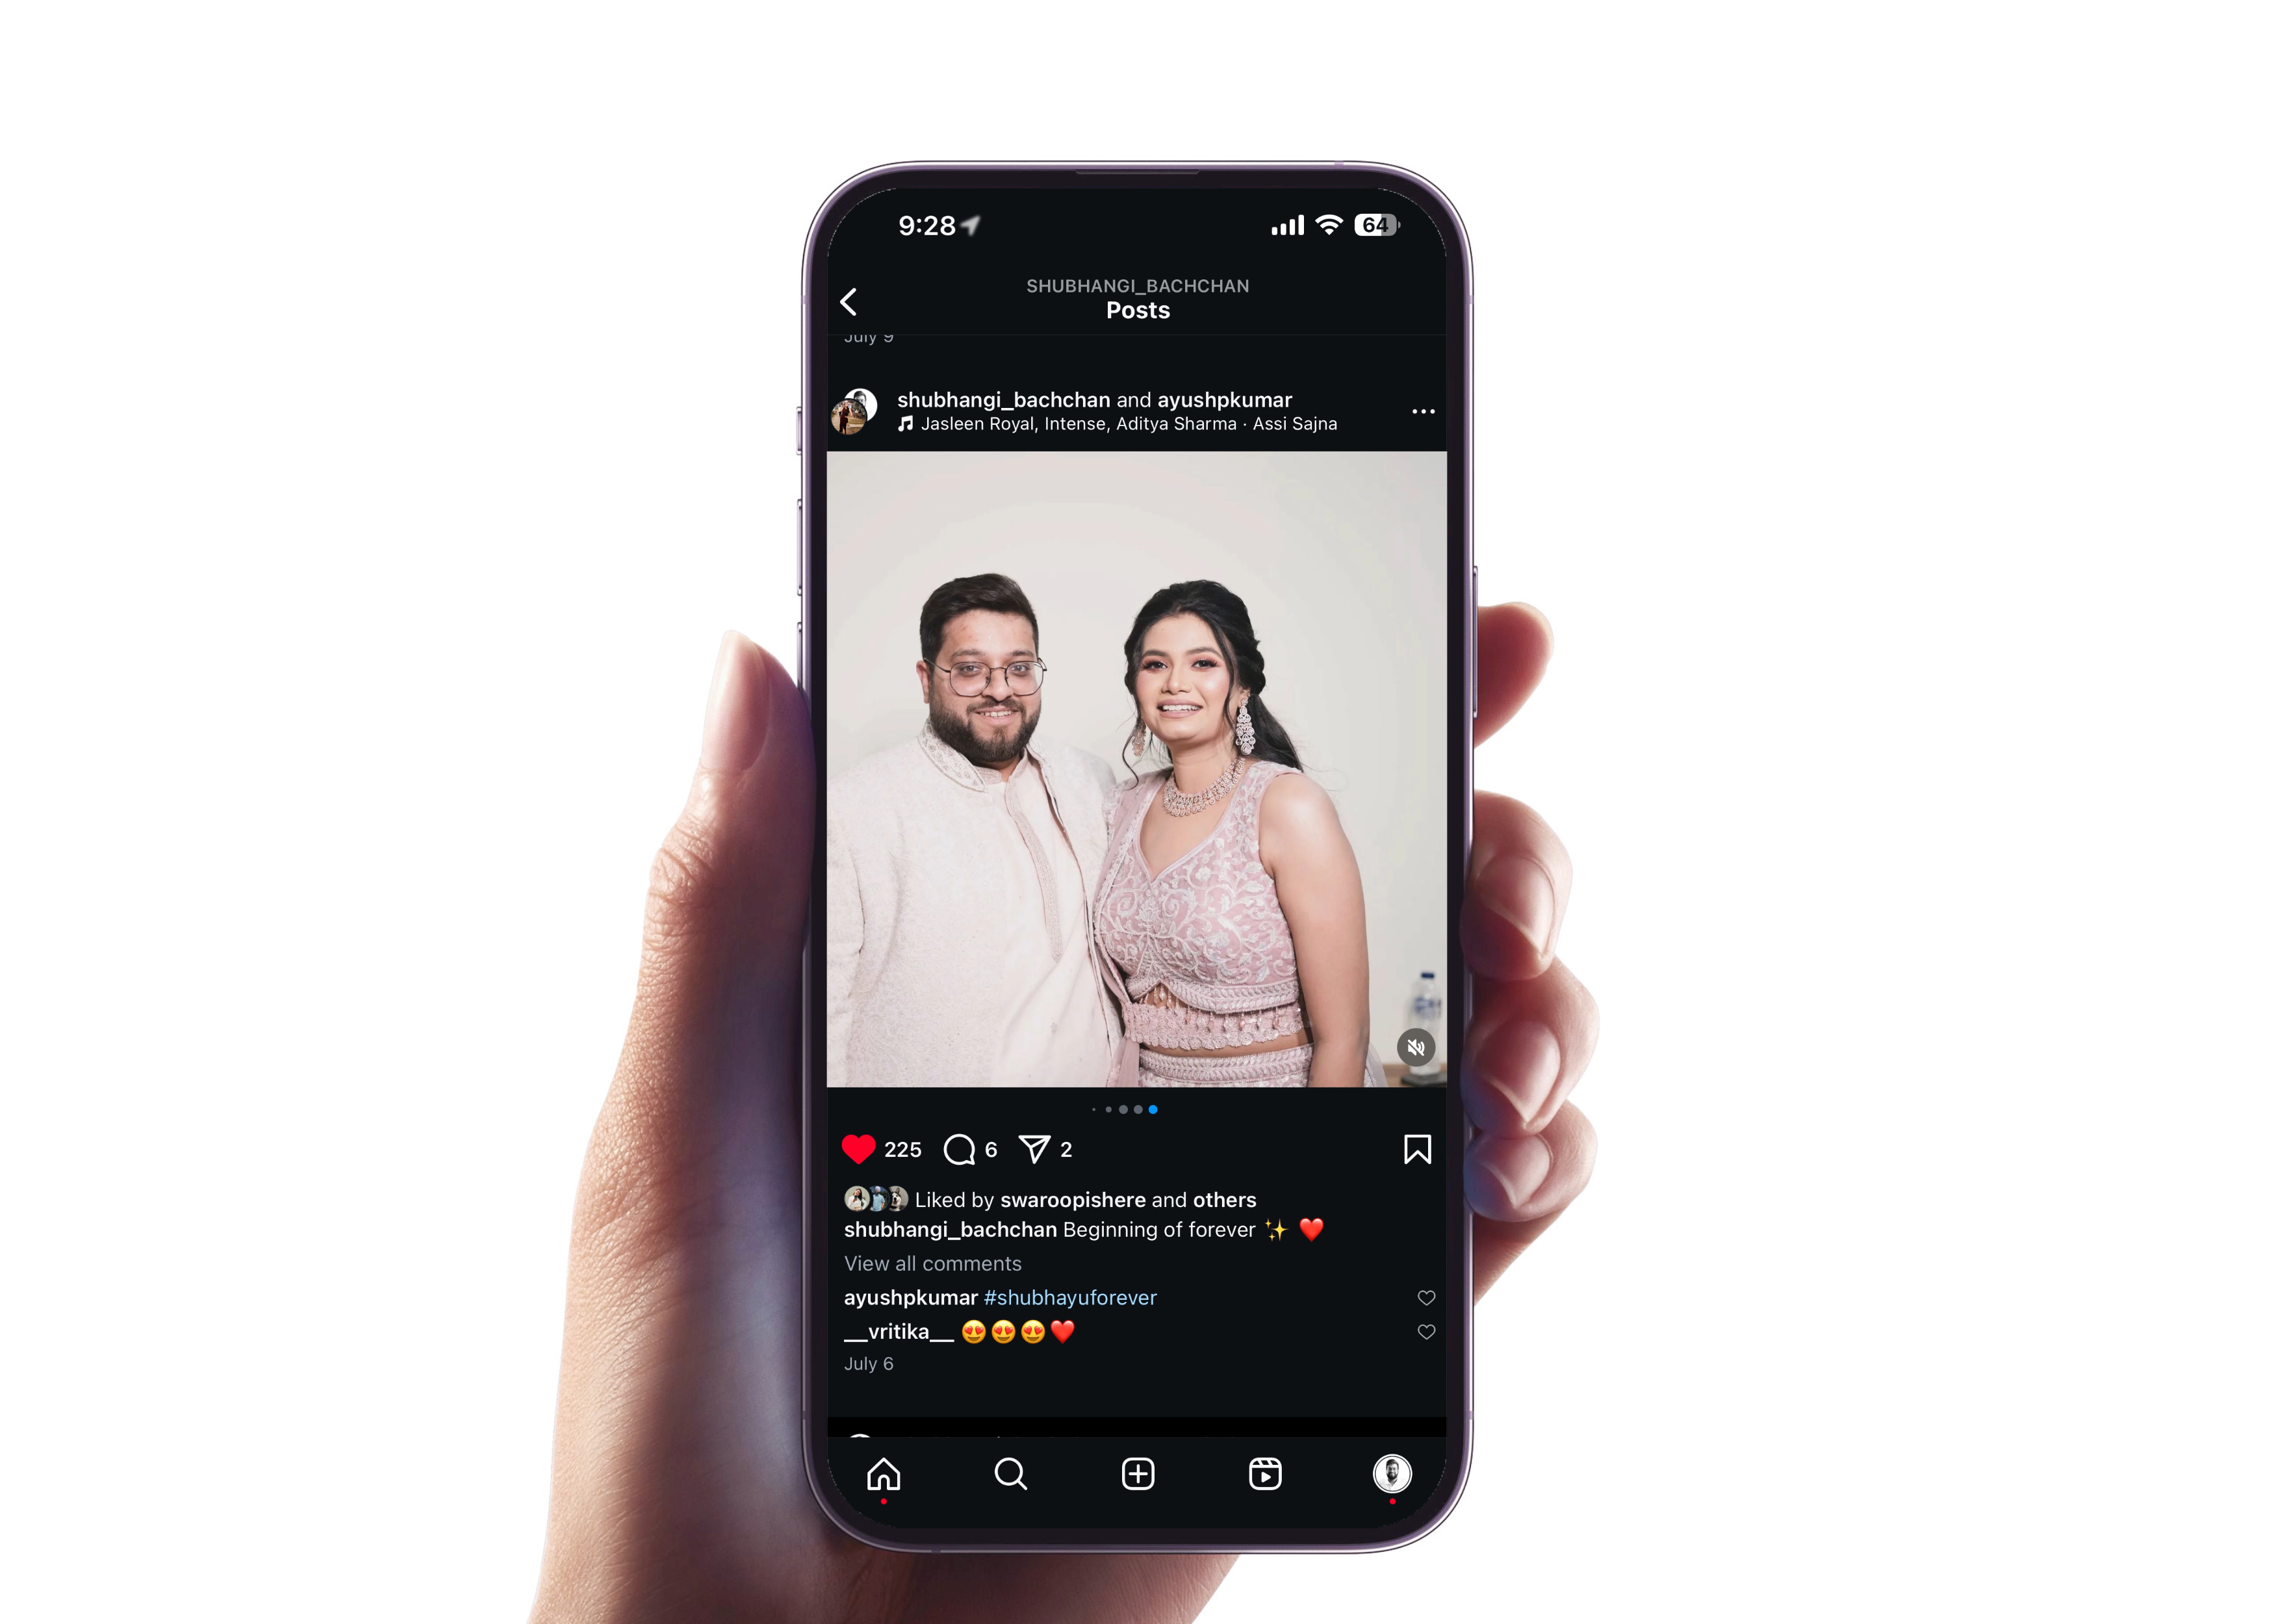 9:28
64
SHUBHANGI_BACHCHAN
Posts
July 9
shubhangi_bachchan and ayushpkumar
Jasleen Royal, Intense, Aditya Sharma · Assi Sajna
225 6 2
Liked by swaroopishere and others
shubhangi_bachchan Beginning of forever ✨ ❤️
View all comments
ayushpkumar #shubhayuforever
__vritika__ 😍😍😍❤️
July 6